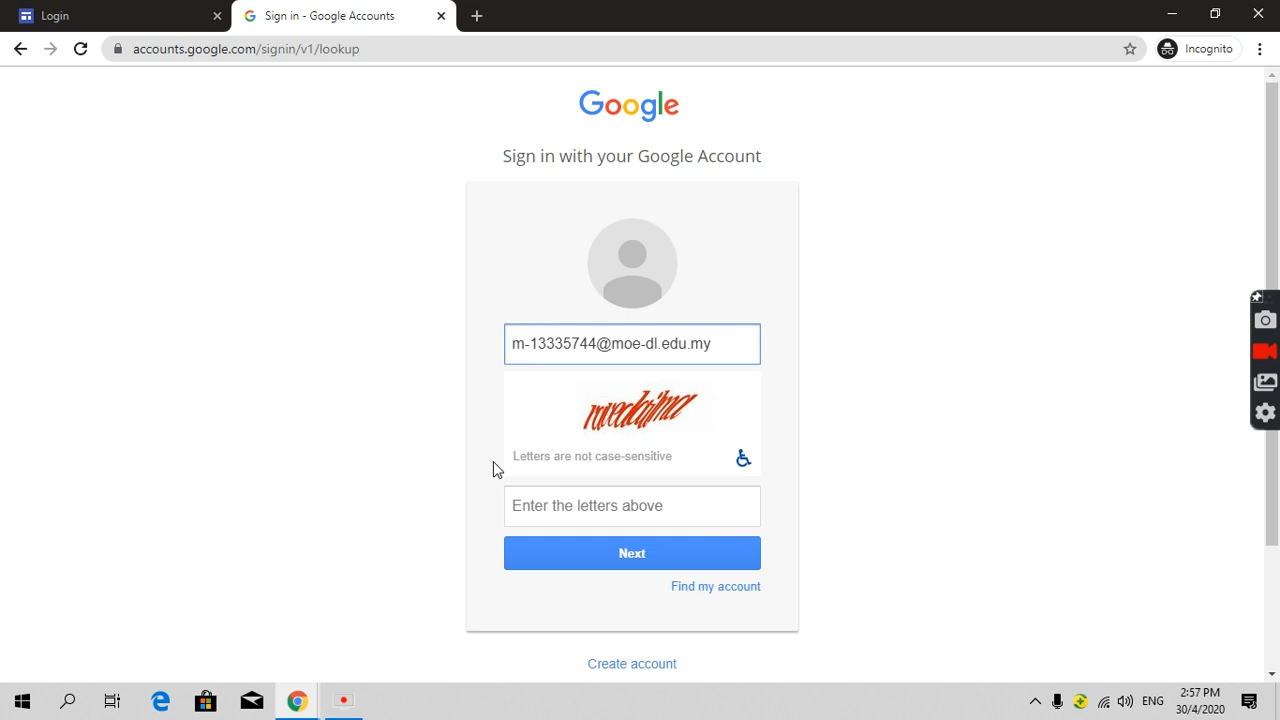 Login
Sign in - Google Accounts
accounts.google.com/signin/v1/lookup
Incognito
Google
Sign in with your Google Account
m-13335744@moe-dl.edu.my
Letters are not case-sensitive
Enter the letters above
Next
Find my account
Create account
ENG
2:57 PM
30/4/2020